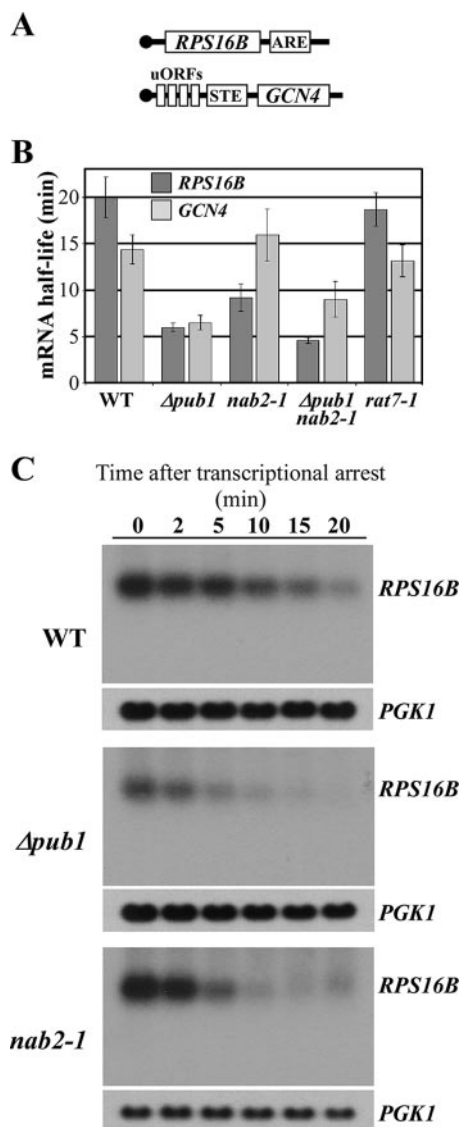 A
RPS16B ARE
uORFs
STE GCN4
B
mRNA half-life (min)
20
15
10
5
0
RPS16B
GCN4
WT Δpub1 nab2-1 Δpub1 nab2-1 rat7-1
C
Time after transcriptional arrest
(min)
0 2 5 10 15 20
WT
RPS16B
PGK1
Δpub1
RPS16B
PGK1
nab2-1
RPS16B
PGK1